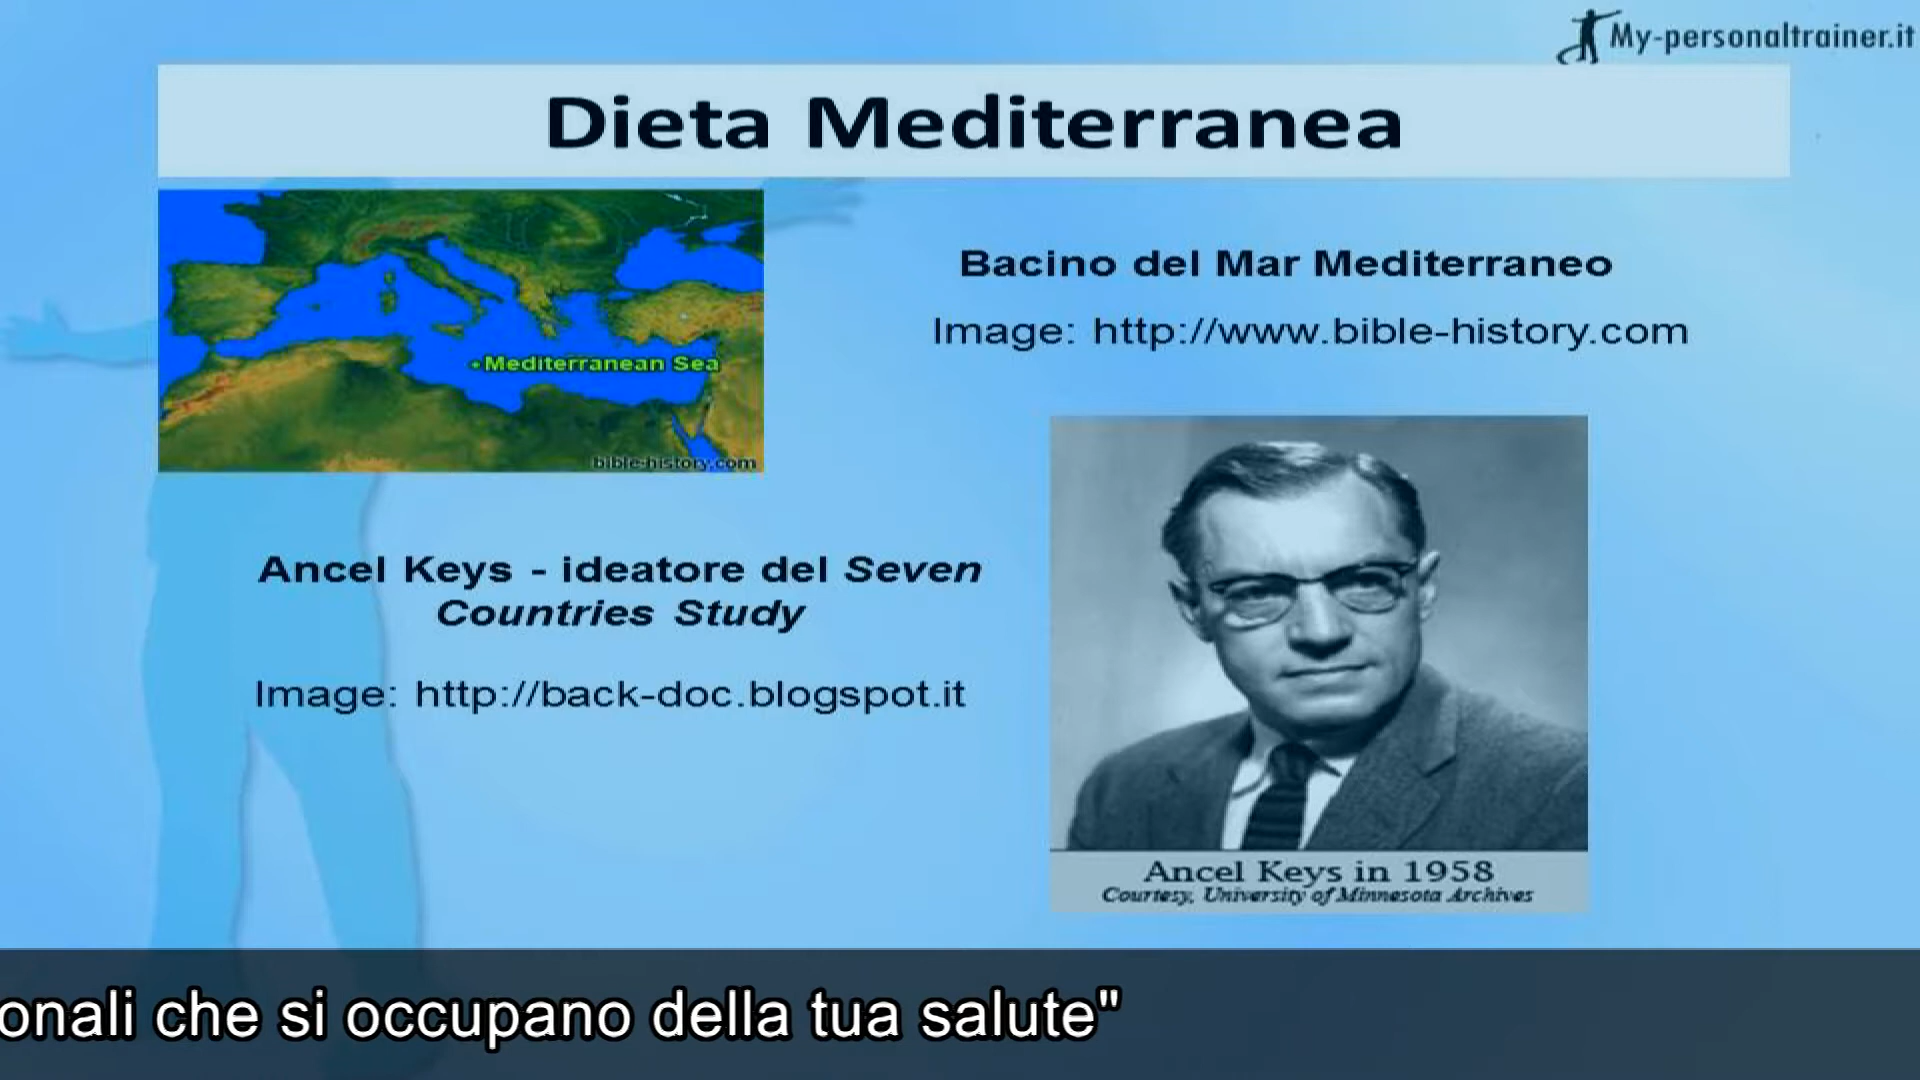 My-personaltrainer.it
Dieta Mediterranea
Mediterranean Sea
bible-history.com
Bacino del Mar Mediterraneo
Image: http://www.bible-history.com
Ancel Keys - ideatore del Seven
Countries Study
Image: http://back-doc.blogspot.it
Ancel Keys in 1958
Courtesy, University of Minnesota Archives
onali che si occupano della tua salute"